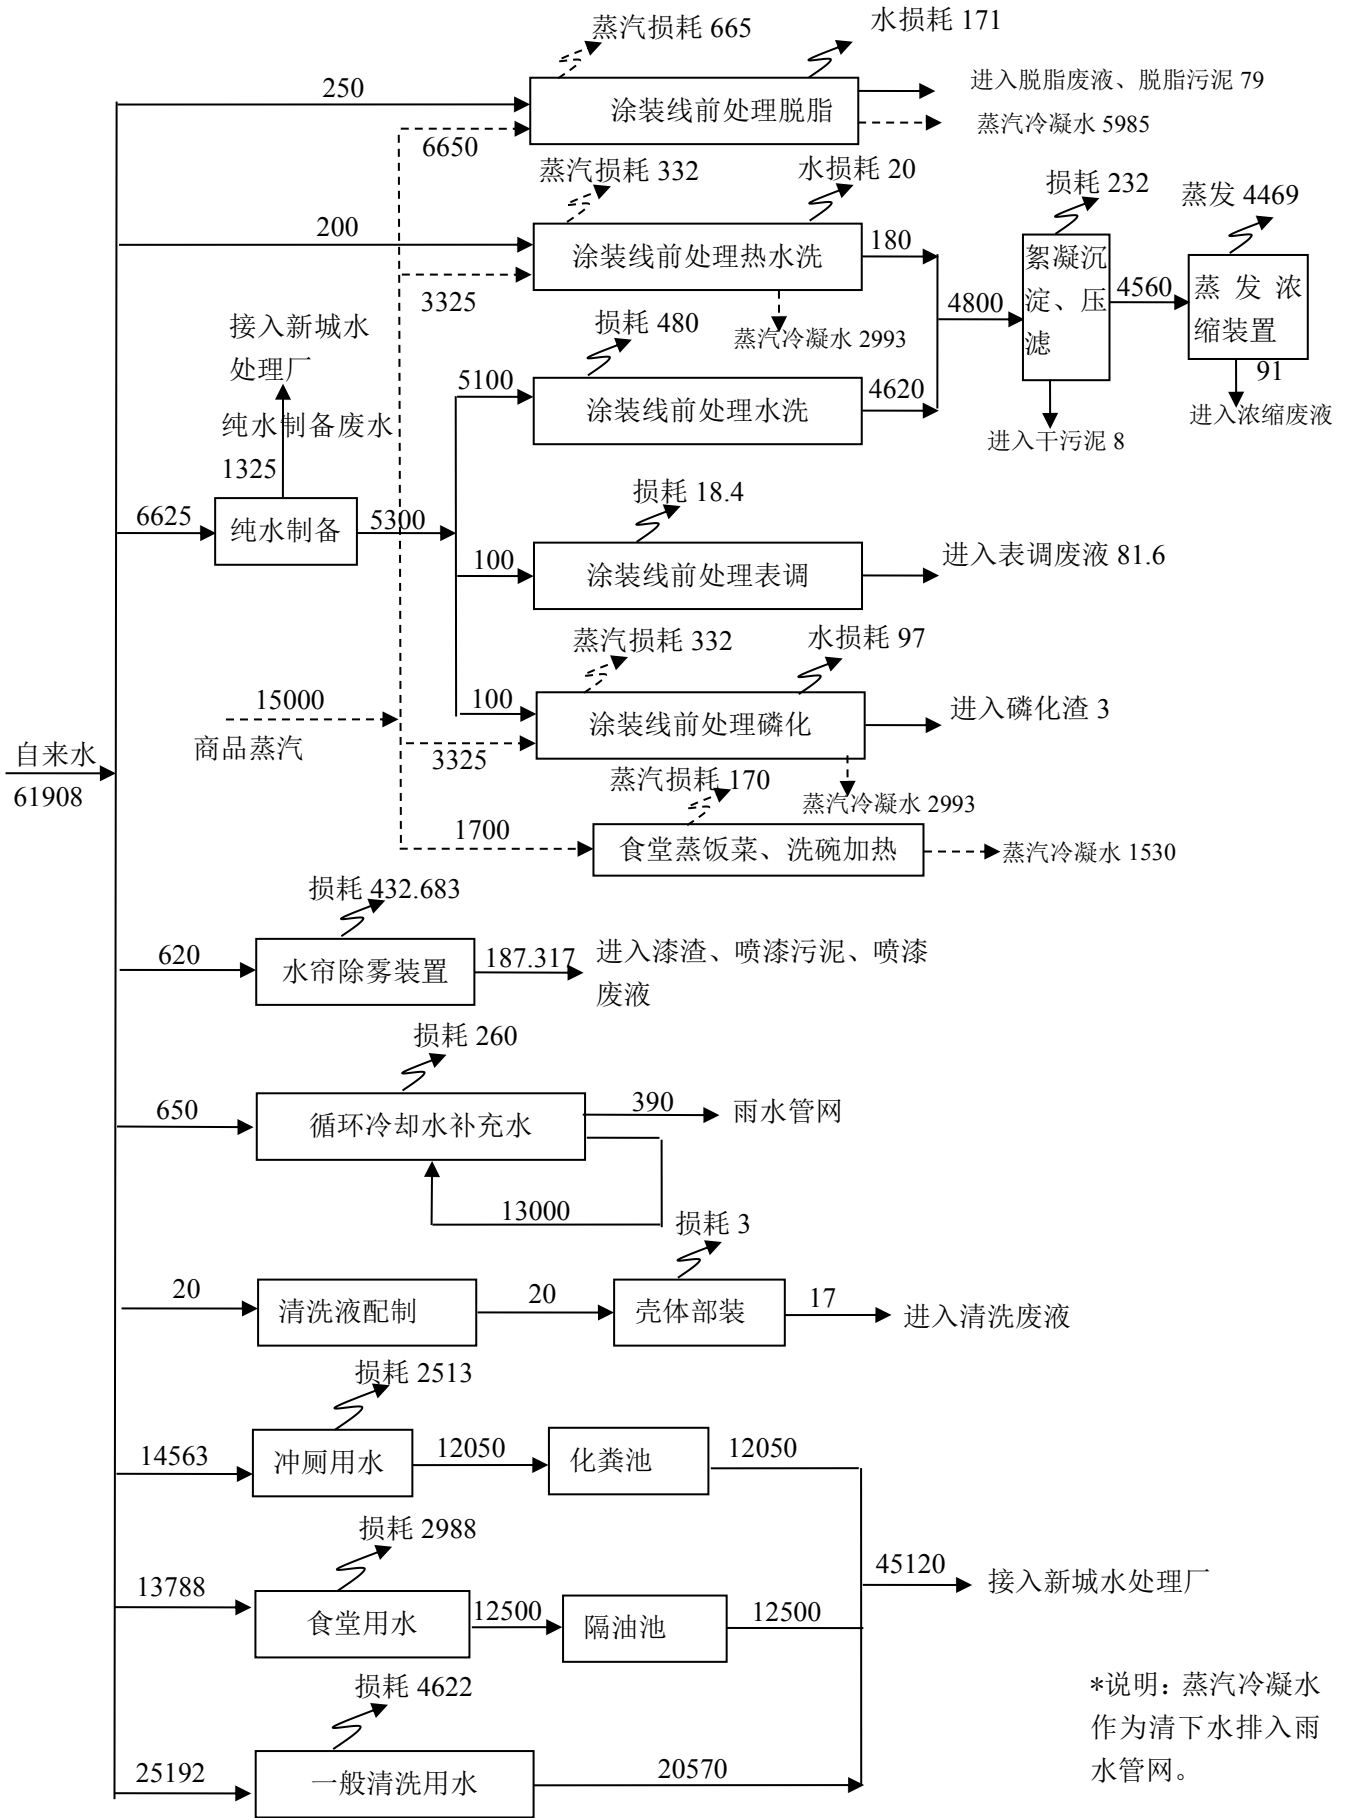 蒸汽损耗 665
水损耗 171
250
涂装线前处理脱脂
进入脱脂废液、脱脂污泥 79
蒸汽冷凝水 5985
6650
蒸汽损耗 332
水损耗 20
损耗 232
蒸发 4469
200
涂装线前处理热水洗
180
3325
蒸汽冷凝水 2993
4800
絮凝沉
淀、压
滤
4560
蒸 发 浓
缩装置
91
进入浓缩废液
进入干污泥 8
接入新城水
处理厂
损耗 480
5100
涂装线前处理水洗
4620
纯水制备废水
1325
6625
纯水制备
5300
损耗 18.4
100
涂装线前处理表调
进入表调废液 81.6
蒸汽损耗 332
水损耗 97
15000
商品蒸汽
100
涂装线前处理磷化
进入磷化渣 3
3325
自来水
61908
蒸汽损耗 170
蒸汽冷凝水 2993
1700
食堂蒸饭菜、洗碗加热
蒸汽冷凝水 1530
损耗 432.683
620
水帘除雾装置
187.317
进入漆渣、喷漆污泥、喷漆
废液
损耗 260
650
循环冷却水补充水
390
雨水管网
13000
损耗 3
20
清洗液配制
20
壳体部装
17
进入清洗废液
损耗 2513
14563
冲厕用水
12050
化粪池
12050
损耗 2988
13788
食堂用水
12500
隔油池
12500
45120
接入新城水处理厂
损耗 4622
25192
一般清洗用水
20570
*说明：蒸汽冷凝水
作为清下水排入雨
水管网。